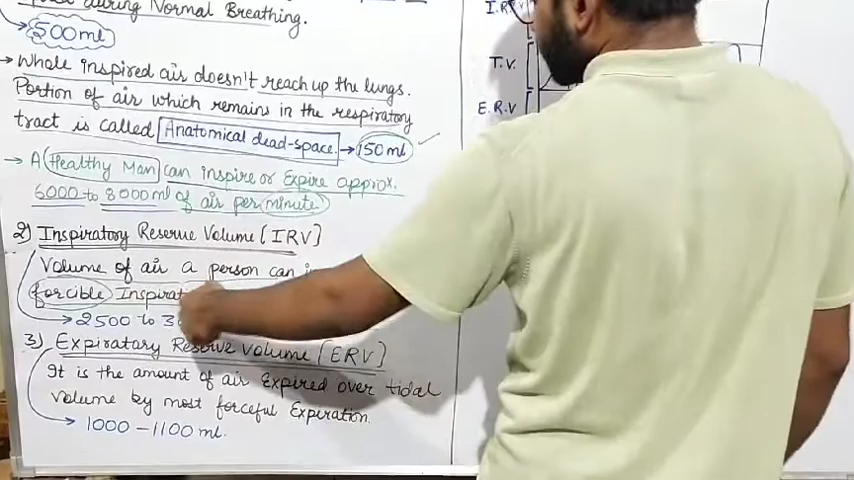 during Normal Breathing.
500ml
→ Whole inspired air doesn't reach up the lungs.
Portion of air which remains in the respiratory
tract is called Anatomical dead-space. → 150 ml
→ A Healthy Man can inspire or Expire approx.
6000 to 8000 ml of air per minute
2) Inspiratory Reserve Volume (IRV)
Volume of air a person can
forcible
→ 2500 to 3
3.) Expiratary Reserve Volume (ERV)
It is the amount of air expired over tidal
volume by most forceful Expiration.
→ 1000 - 1100 ml.
I.R.V
T.V.
E.R.V